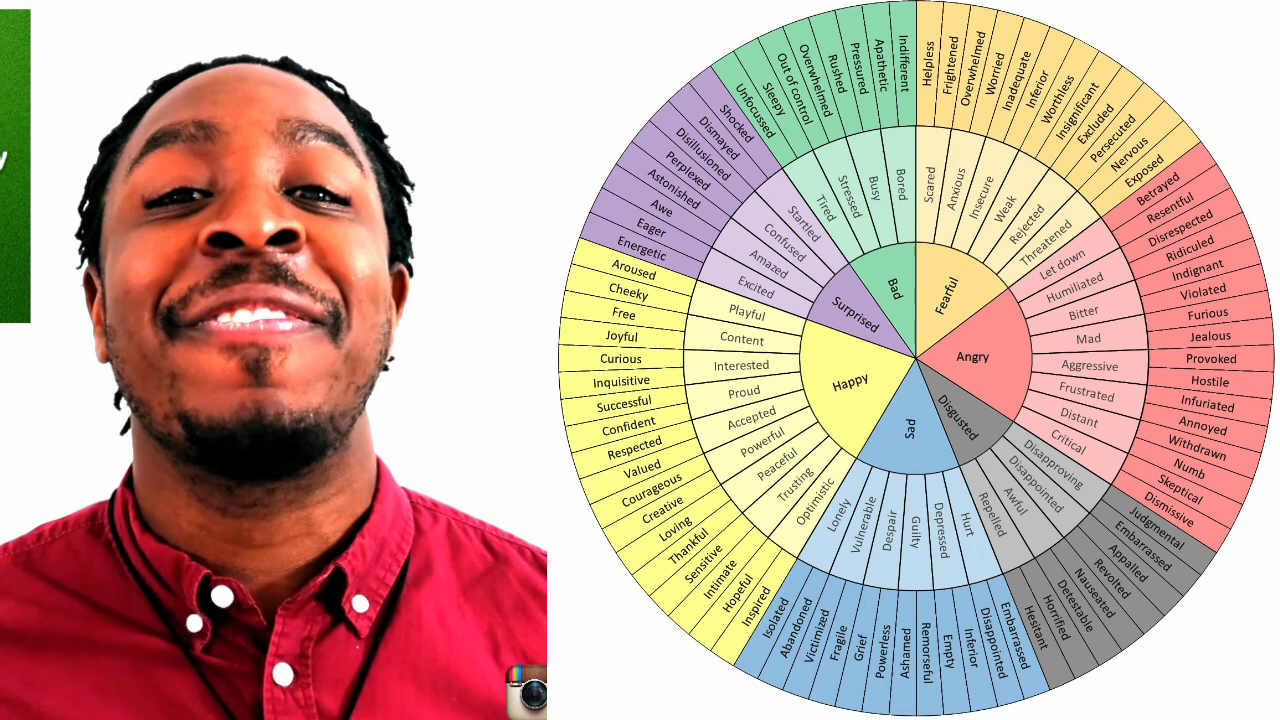 y
Bad
Fearful
Angry
Disgusted
Sad
Happy
Surprised
Tired
Stressed
Busy
Bored
Scared
Anxious
Insecure
Weak
Rejected
Threatened
Let down
Humiliated
Bitter
Mad
Aggressive
Frustrated
Distant
Critical
Disapproving
Disappointed
Awful
Repelled
Hurt
Depressed
Guilty
Despair
Vulnerable
Lonely
Optimistic
Trusting
Peaceful
Powerful
Accepted
Proud
Interested
Content
Playful
Excited
Amazed
Confused
Startled
Unfocussed
Sleepy
Out of control
Overwhelmed
Rushed
Pressured
Apathetic
Indifferent
Helpless
Frightened
Overwhelmed
Worried
Inadequate
Inferior
Worthless
Insignificant
Excluded
Persecuted
Nervous
Exposed
Betrayed
Resentful
Disrespected
Ridiculed
Indignant
Violated
Furious
Jealous
Provoked
Hostile
Infuriated
Annoyed
Withdrawn
Numb
Skeptical
Dismissive
Judgmental
Embarrassed
Appalled
Revolted
Nauseated
Detestable
Horrified
Hesitant
Embarrassed
Disappointed
Inferior
Empty
Remorseful
Ashamed
Powerless
Grief
Fragile
Victimized
Abandoned
Isolated
Inspired
Hopeful
Intimate
Sensitive
Thankful
Loving
Creative
Courageous
Valued
Respected
Confident
Successful
Inquisitive
Curious
Joyful
Free
Cheeky
Aroused
Energetic
Eager
Awe
Astonished
Perplexed
Disillusioned
Dismayed
Shocked